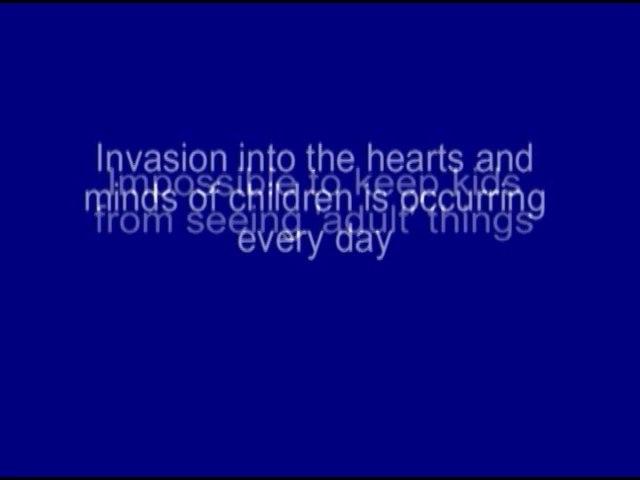 Invasion into the hearts and
Impossible to keep kids
minds of children is occurring
from seeing 'adult' things
every day